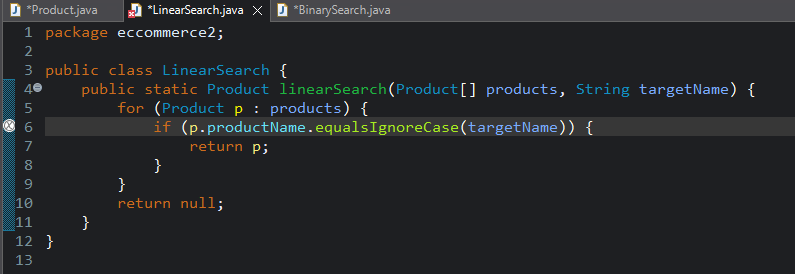 *Product.java *LinearSearch.java *BinarySearch.java
1 package eccommerce2;
2
3 public class LinearSearch {
4 public static Product linearSearch(Product[] products, String targetName) {
5 for (Product p : products) {
6 if (p.productName.equalsIgnoreCase(targetName)) {
7 return p;
8 }
9 }
10 return null;
11 }
12 }
13